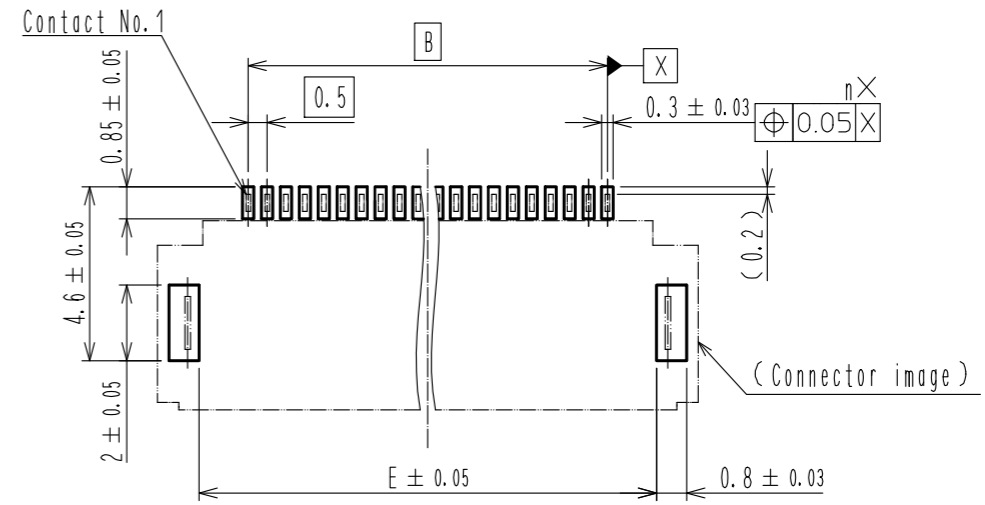 Contact No.1
B
X
0.5
0.3 ± 0.03
nX
⌖ 0.05 X
0.85 ± 0.05
4.6 ± 0.05
(0.2)
2 ± 0.05
(Connector image)
E ± 0.05
0.8 ± 0.03